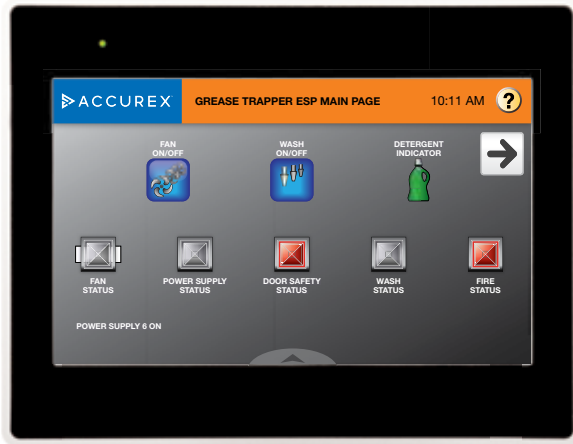 ACCUREX
GREASE TRAPPER ESP MAIN PAGE
10:11 AM
?
FAN
ON/OFF
WASH
ON/OFF
DETERGENT
INDICATOR
FAN
STATUS
POWER SUPPLY
STATUS
DOOR SAFETY
STATUS
WASH
STATUS
FIRE
STATUS
POWER SUPPLY 6 ON